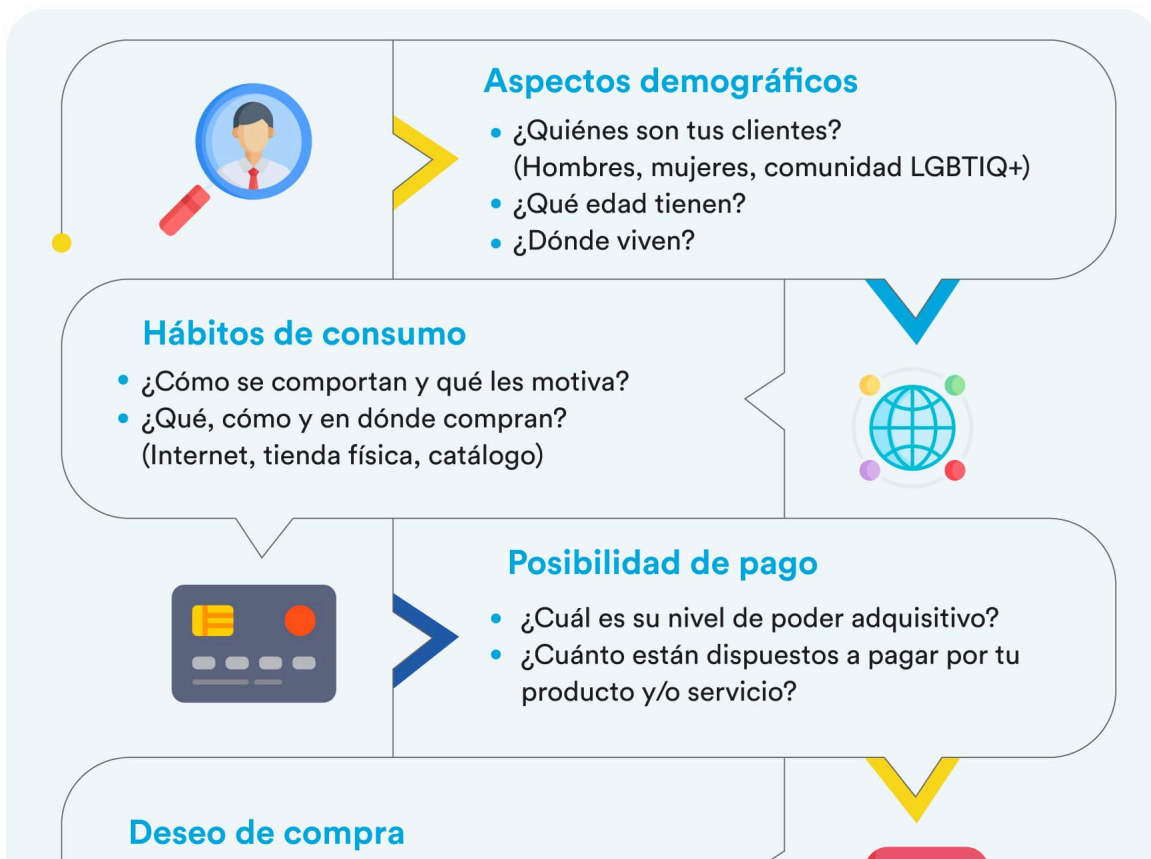 Aspectos demográficos
• ¿Quiénes son tus clientes?
(Hombres, mujeres, comunidad LGBTIQ+)
• ¿Qué edad tienen?
• ¿Dónde viven?
Hábitos de consumo
• ¿Cómo se comportan y qué les motiva?
• ¿Qué, cómo y en dónde compran?
(Internet, tienda física, catálogo)
Posibilidad de pago
• ¿Cuál es su nivel de poder adquisitivo?
• ¿Cuánto están dispuestos a pagar por tu
producto y/o servicio?
Deseo de compra